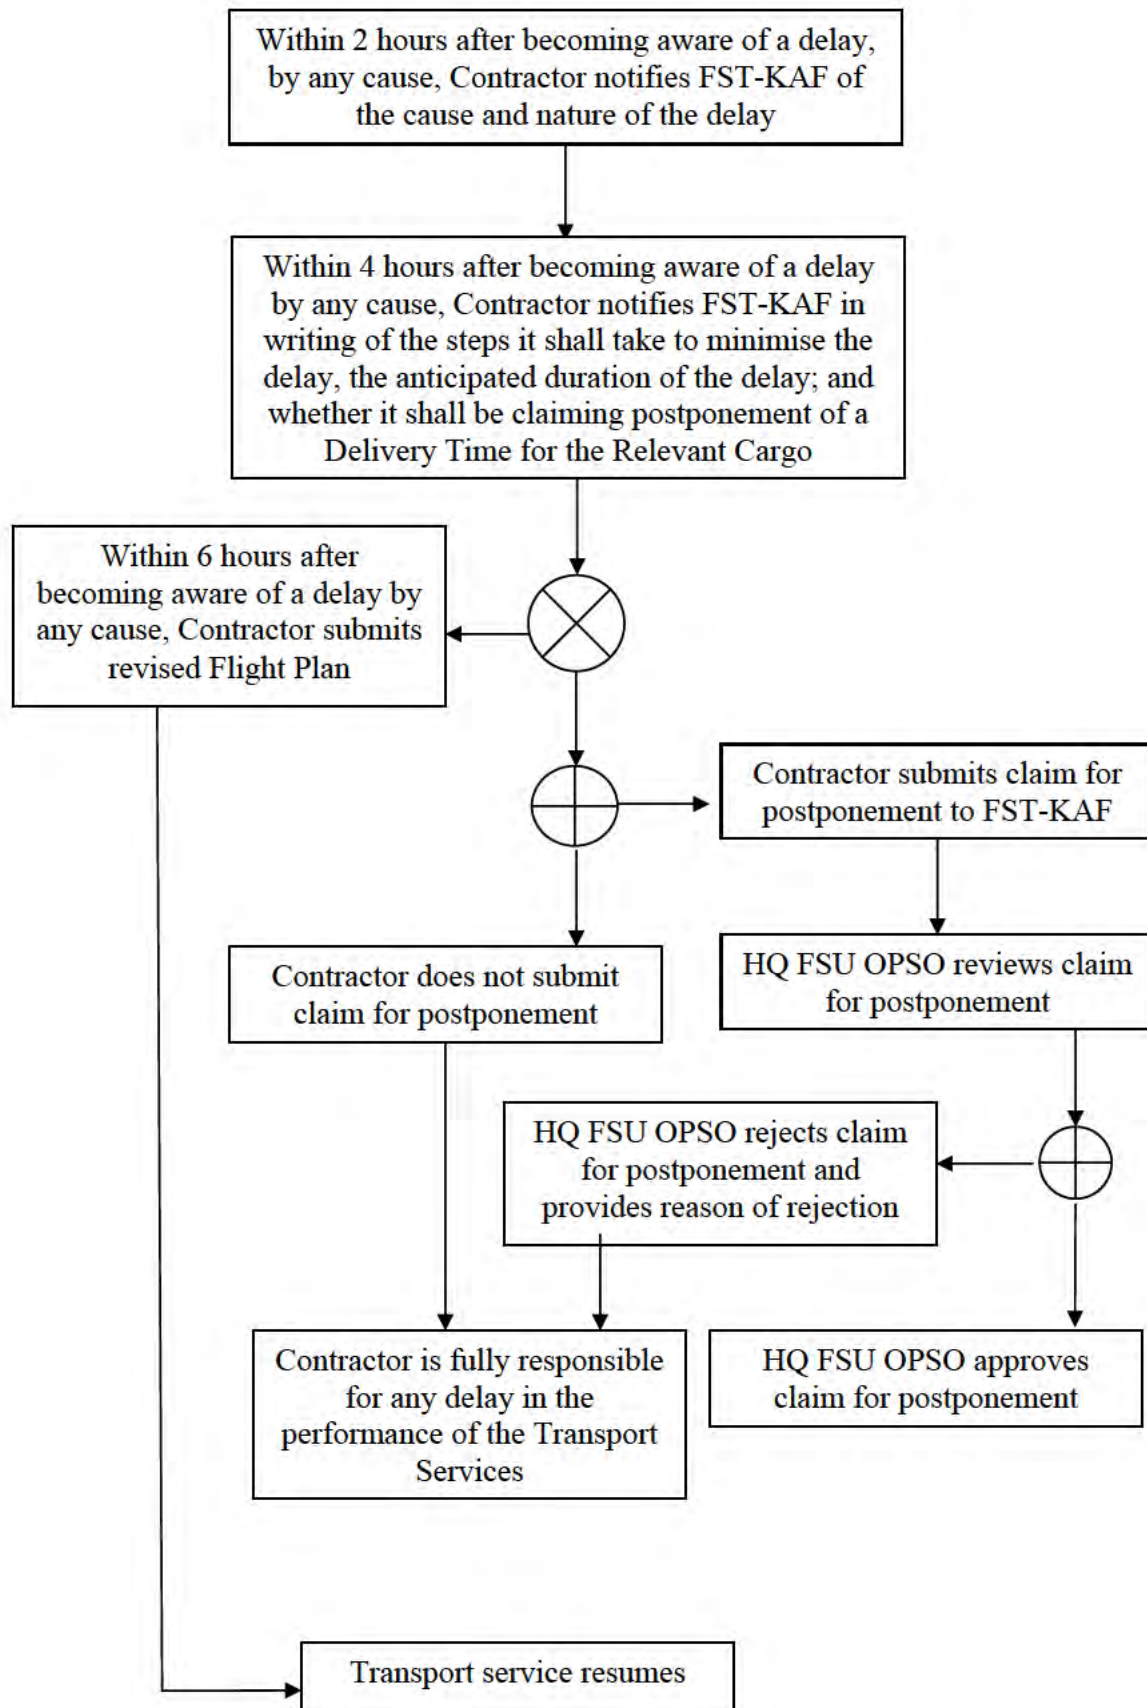 Within 2 hours after becoming aware of a delay,
by any cause, Contractor notifies FST-KAF of
the cause and nature of the delay
Within 4 hours after becoming aware of a delay
by any cause, Contractor notifies FST-KAF in
writing of the steps it shall take to minimise the
delay, the anticipated duration of the delay; and
whether it shall be claiming postponement of a
Delivery Time for the Relevant Cargo
Within 6 hours after
becoming aware of a delay by
any cause, Contractor submits
revised Flight Plan
Contractor submits claim for
postponement to FST-KAF
Contractor does not submit
claim for postponement
HQ FSU OPSO reviews claim
for postponement
HQ FSU OPSO rejects claim
for postponement and
provides reason of rejection
Contractor is fully responsible
for any delay in the
performance of the Transport
Services
HQ FSU OPSO approves
claim for postponement
Transport service resumes